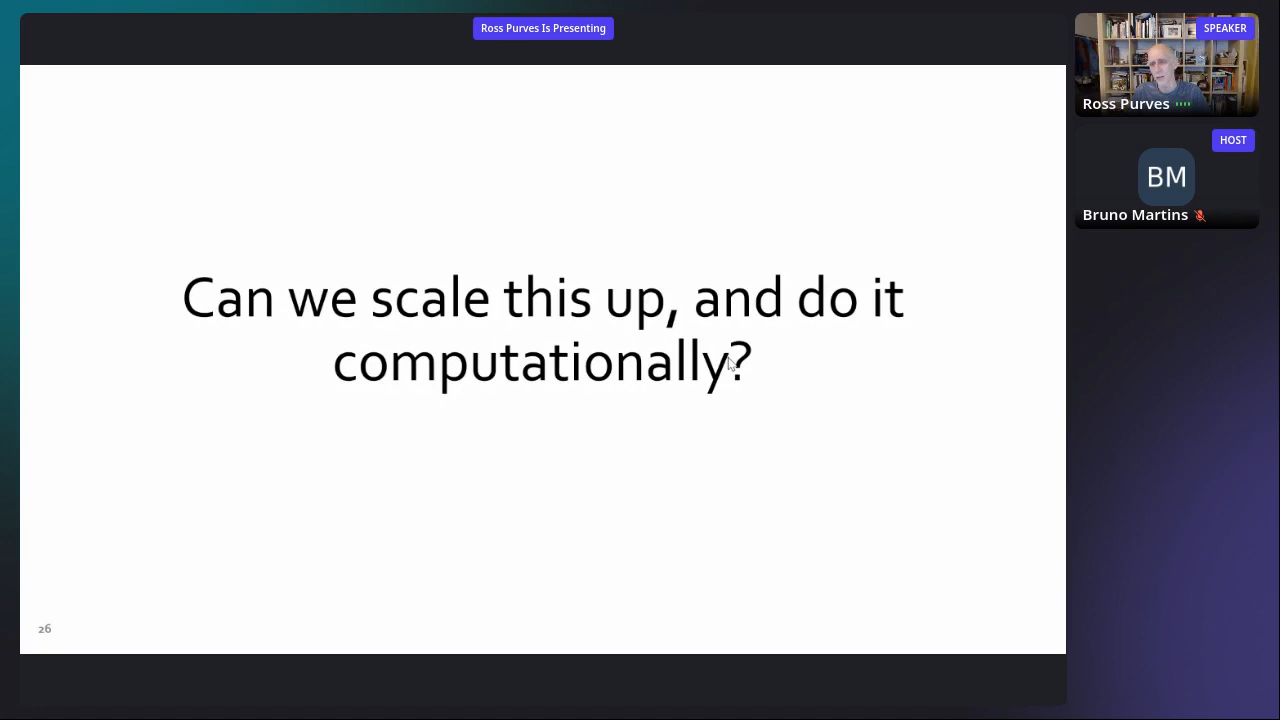 Ross Purves Is Presenting
SPEAKER
Ross Purves
HOST
BM
Bruno Martins
Can we scale this up, and do it
computationally?
26